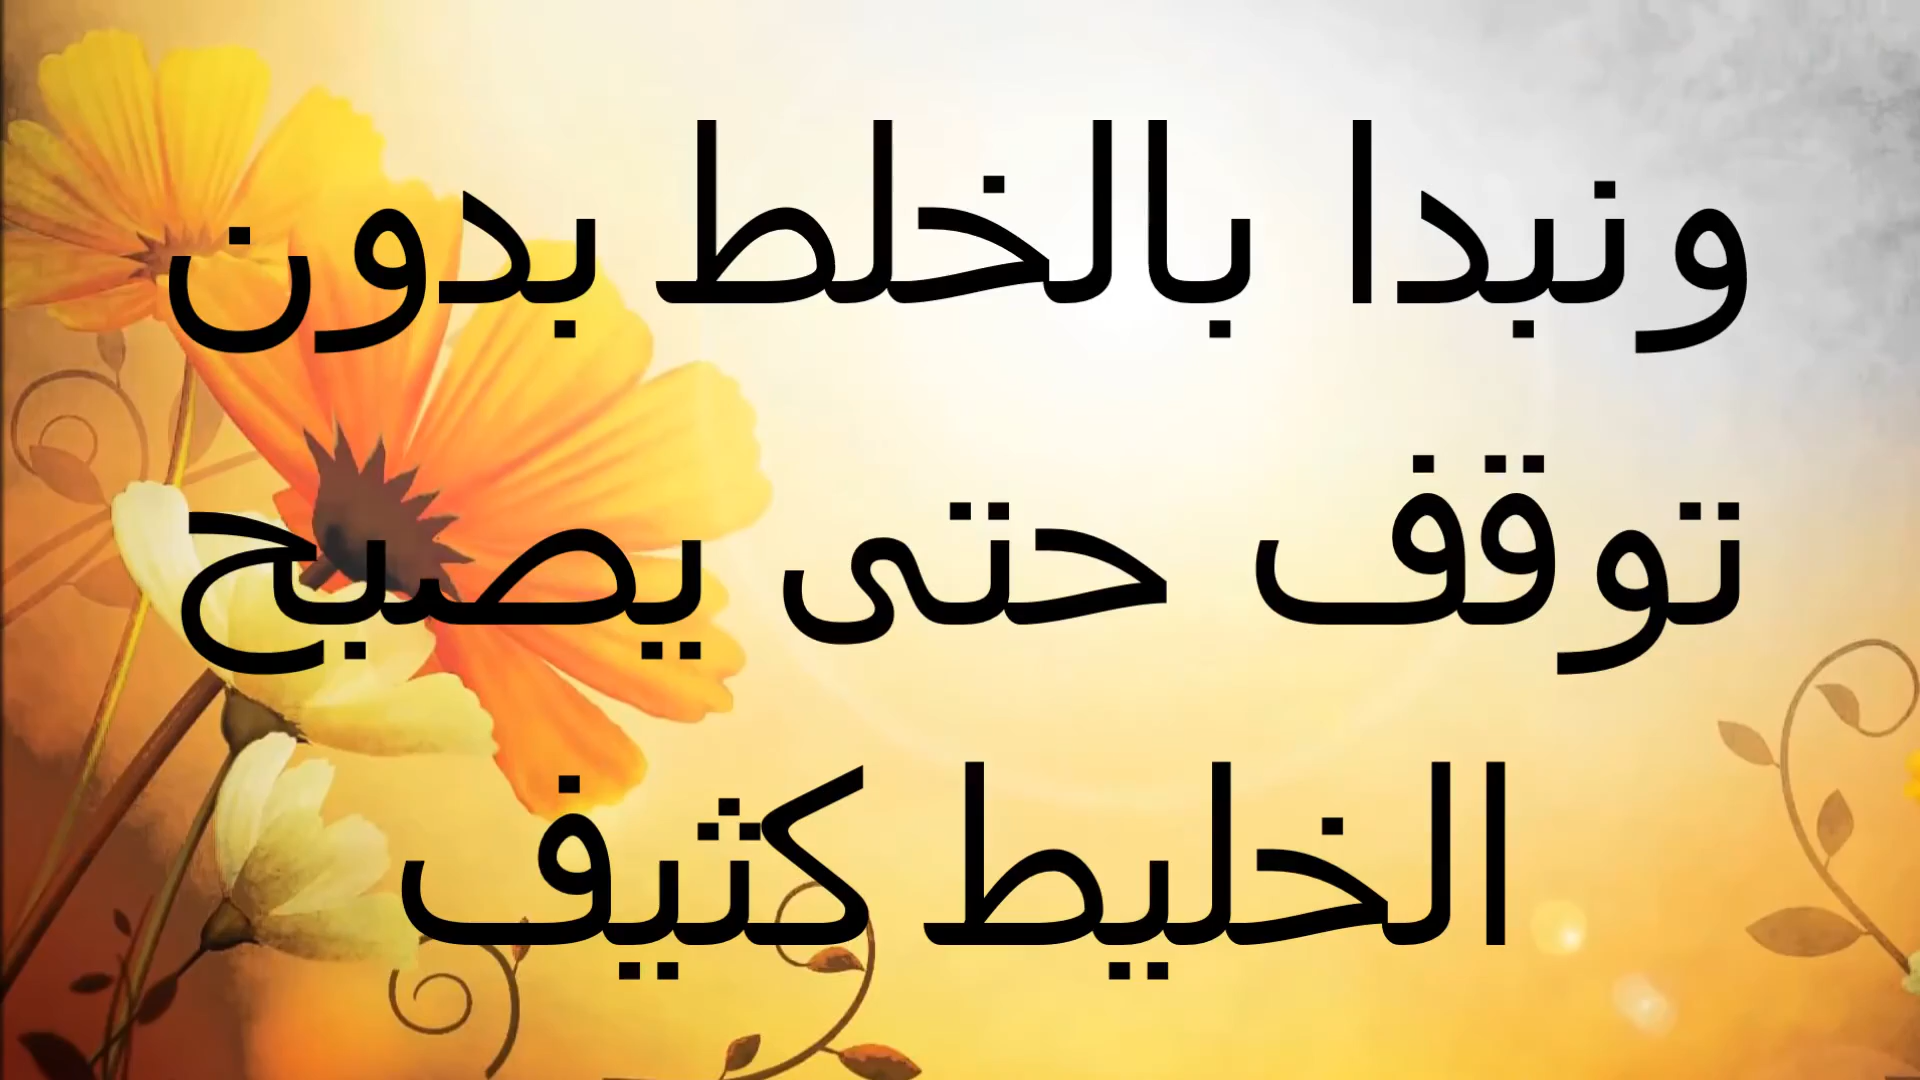 ونبدا بالخلط بدون
توقف حتى يصبح
الخليط كثيف